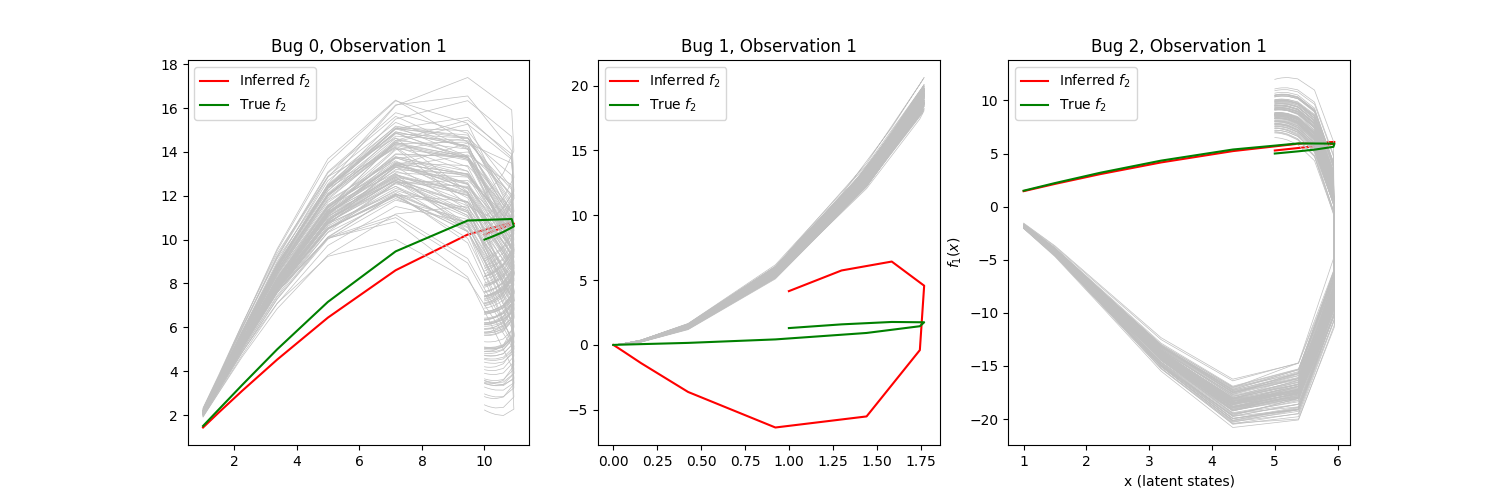 Bug 0, Observation 1
Inferred f₂
True f₂
18
16
14
12
10
8
6
4
2
2 4 6 8 10
Bug 1, Observation 1
Inferred f₂
True f₂
20
15
10
5
0
−5
0.00 0.25 0.50 0.75 1.00 1.25 1.50 1.75
Bug 2, Observation 1
Inferred f₂
True f₂
f₁(x)
10
5
0
−5
−10
−15
−20
1 2 3 4 5 6
x (latent states)